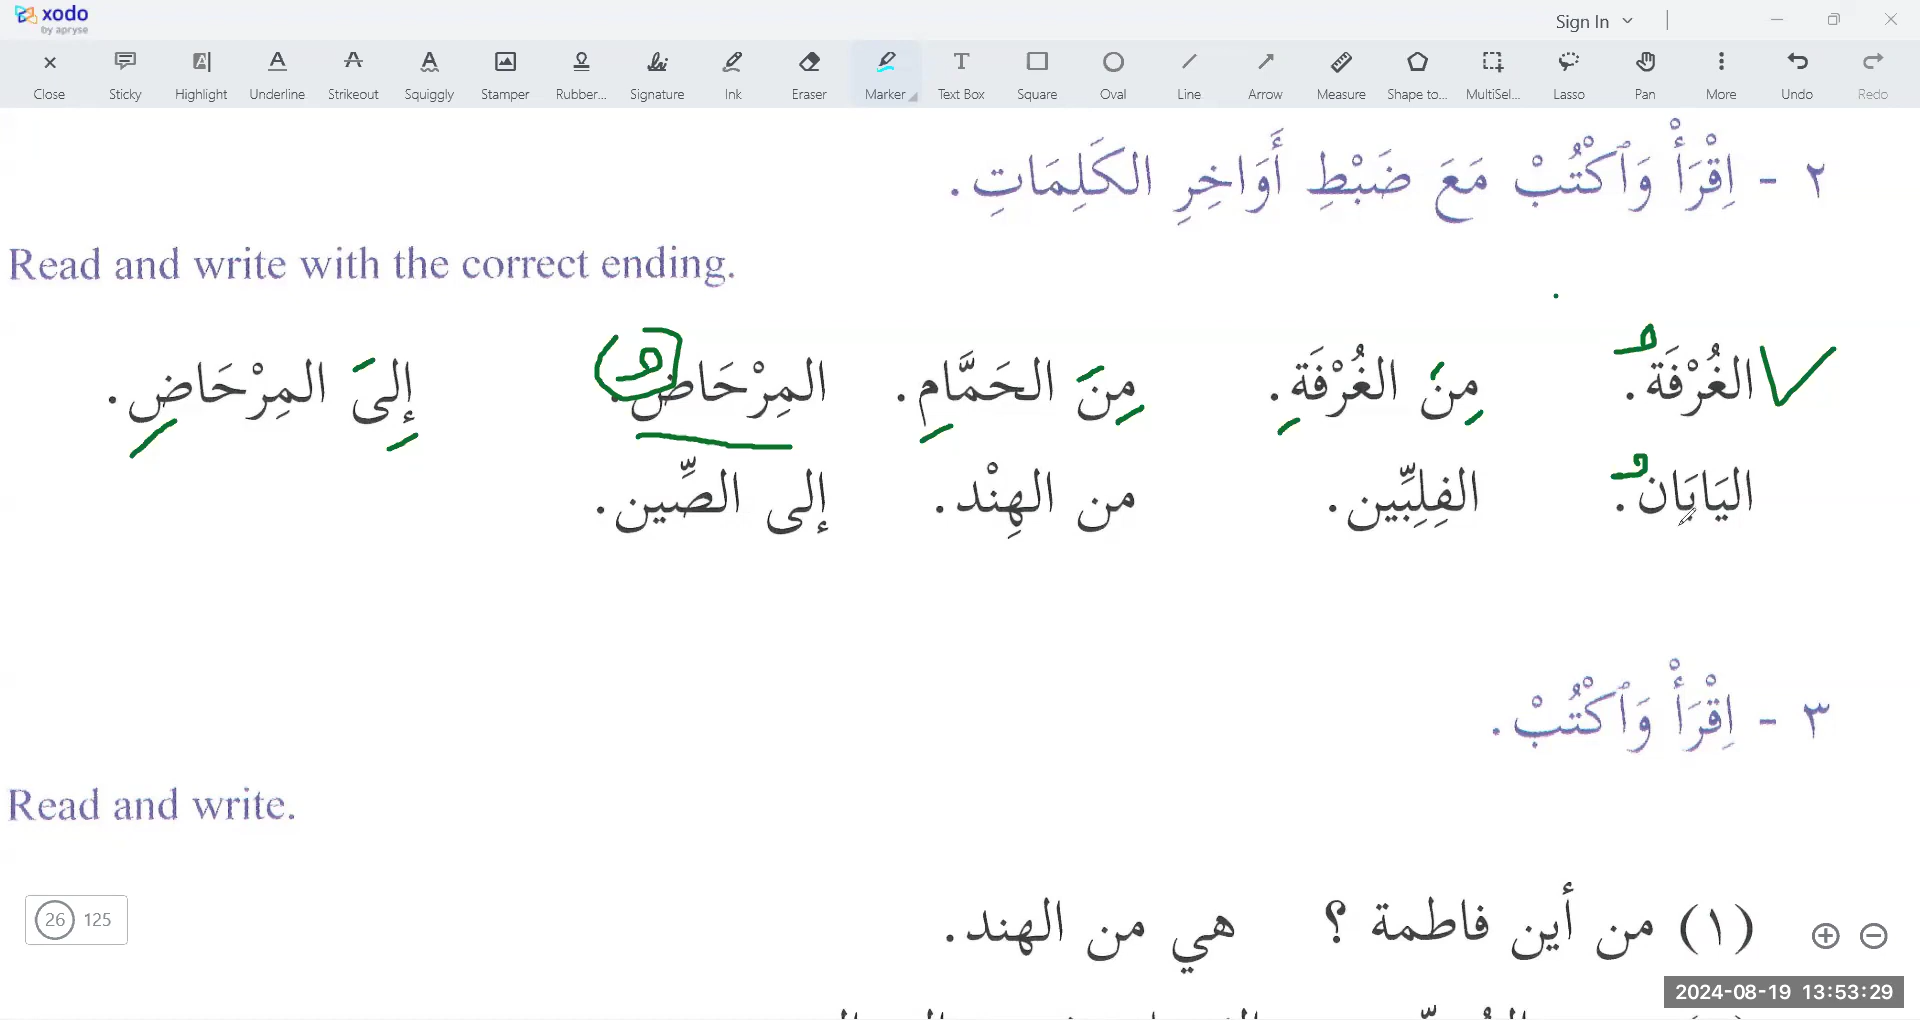 xodo
by apryse
Sign In
Close Sticky Highlight Underline Strikeout Squiggly Stamper Rubber... Signature Ink Eraser Marker Text Box Square Oval Line Arrow Measure Shape to... MultiSel... Lasso Pan More Undo Redo
٢ - اِقْرَأْ وَٱكْتُبْ مَعَ ضَبْطِ أَوَاخِرِ الكَلِمَاتِ.
Read and write with the correct ending.
الغُرْفَةُ. مِنَ الغُرْفَةِ. مِنَ الحَمَّامِ. المِرْحَاضُ. إِلىَ المِرْحَاضِ.
اليَابَانُ. الفِلِبِّين. من الهِنْد. إلى الصِّين.
٣ - اِقْرَأْ وَٱكْتُبْ.
Read and write.
(١) من أين فاطمة ؟ هي من الهند.
26 125
2024-08-19 13:53:29